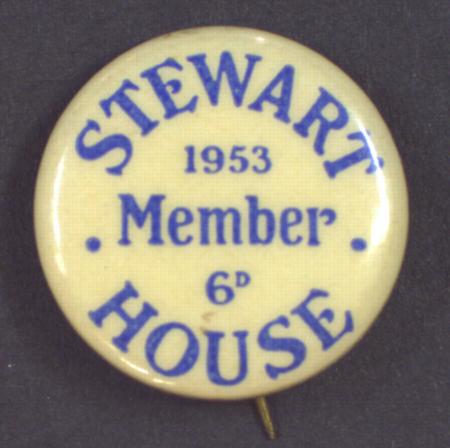 STEWART
1953
Member
6D
HOUSE